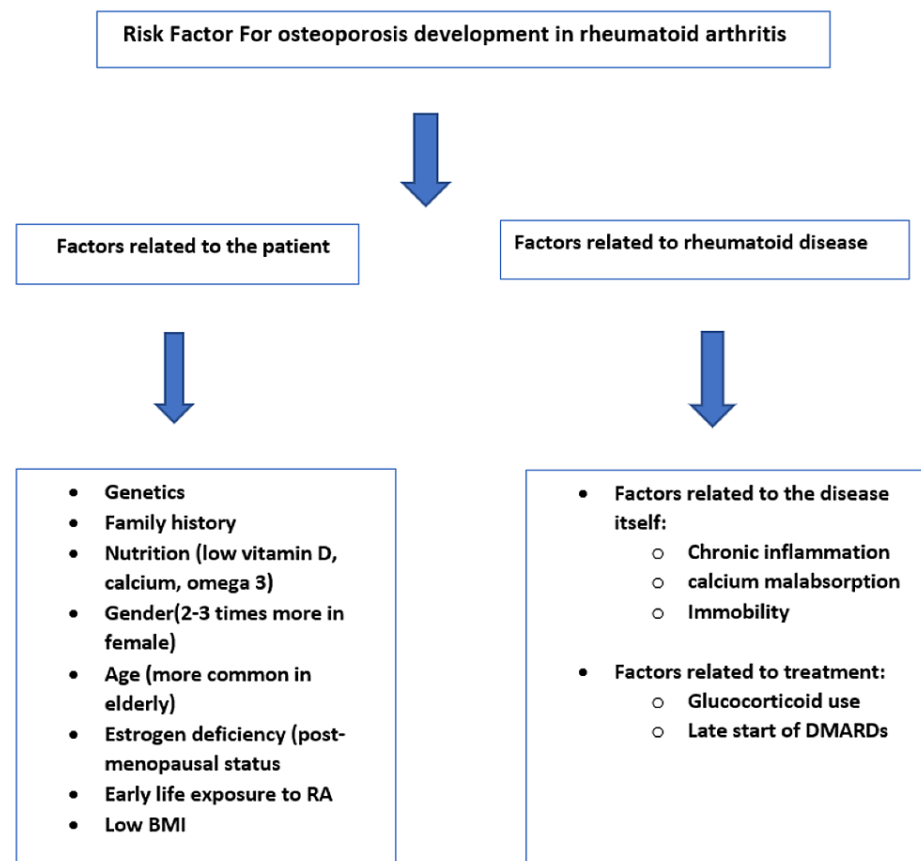 Risk Factor For osteoporosis development in rheumatoid arthritis
Factors related to the patient
Factors related to rheumatoid disease
• Genetics
• Family history
• Nutrition (low vitamin D,
calcium, omega 3)
• Gender(2-3 times more in
female)
• Age (more common in
elderly)
• Estrogen deficiency (post-
menopausal status
• Early life exposure to RA
• Low BMI
• Factors related to the disease
itself:
o Chronic inflammation
o calcium malabsorption
o Immobility
• Factors related to treatment:
o Glucocorticoid use
o Late start of DMARDs